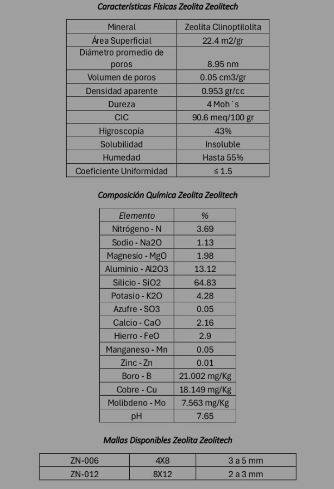 Características Físicas Zeolita Zeolitech
Mineral Zeolita Clinoptilolita
Área Superficial 22.4 m2/gr
Diámetro promedio de
poros 8.95 nm
Volumen de poros 0.05 cm3/gr
Densidad aparente 0.953 gr/cc
Dureza 4 Moh´s
CIC 90.6 meq/100 gr
Higroscopía 43%
Solubilidad Insoluble
Humedad Hasta 55%
Coeficiente Uniformidad ≤ 1.5
Composición Química Zeolita Zeolitech
Elemento %
Nitrógeno - N 3.69
Sodio - Na2O 1.13
Magnesio - MgO 1.98
Aluminio - Al2O3 13.12
Silicio - SiO2 64.83
Potasio - K2O 4.28
Azufre - SO3 0.05
Calcio - CaO 2.16
Hierro - FeO 2.9
Manganeso - Mn 0.05
Zinc - Zn 0.01
Boro - B 21.002 mg/Kg
Cobre - Cu 18.149 mg/Kg
Molibdeno - Mo 7.563 mg/Kg
pH 7.65
Mallas Disponibles Zeolita Zeolitech
ZN-006 4X8 3 a 5 mm
ZN-012 8X12 2 a 3 mm